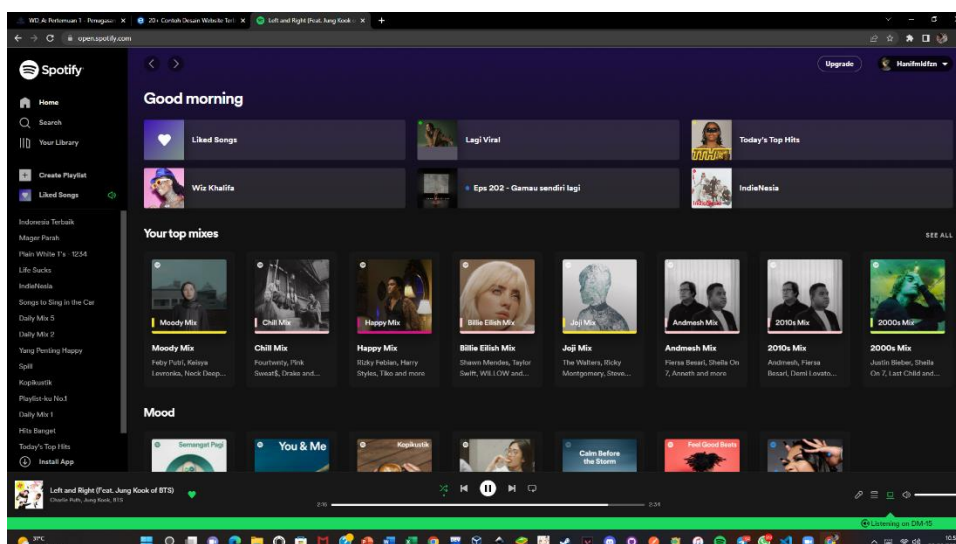 WD_A: Pertemuan 1 - Penugasan
20+ Contoh Desain Website Terb
Left and Right (Feat. Jung Kook
open.spotify.com
Spotify
Upgrade
Hanifmldfzn
Home
Search
Your Library
Create Playlist
Liked Songs
Indonesia Terbaik
Mager Parah
Plain White T's - 1234
Life Sucks
IndieNesia
Songs to Sing in the Car
Daily Mix 5
Daily Mix 2
Yang Penting Happy
Spill
Kopikustik
Playlist-ku No.1
Daily Mix 1
Hits Banget
Today's Top Hits
Install App
Good morning
Liked Songs
Lagi Viral
Today's Top Hits
Wiz Khalifa
Eps 202 - Gamau sendiri lagi
IndieNesia
Your top mixes
SEE ALL
Moody Mix
Chill Mix
Happy Mix
Billie Eilish Mix
Joji Mix
Andmesh Mix
2010s Mix
2000s Mix
Moody Mix
Feby Putri, Keisya
Levronka, Neck Deep...
Chill Mix
Fourtwnty, Pink
Sweat$, Drake and...
Happy Mix
Rizky Febian, Harry
Styles, Tiko and more
Billie Eilish Mix
Shawn Mendes, Taylor
Swift, WILLOW and...
Joji Mix
The Walters, Ricky
Montgomery, Steve...
Andmesh Mix
Fiersa Besari, Sheila On
7, Anneth and more
2010s Mix
Andmesh, Fiersa
Besari, Demi Lovato...
2000s Mix
Justin Bieber, Sheila
On 7, Last Child and...
Mood
Semangat Pagi
You & Me
Kopikustik
Calm Before
the Storm
Feel Good Beats
Left and Right (Feat. Jung Kook of BTS)
Charlie Puth, Jung Kook, BTS
2:15
2:34
Listening on DM-15
31°C